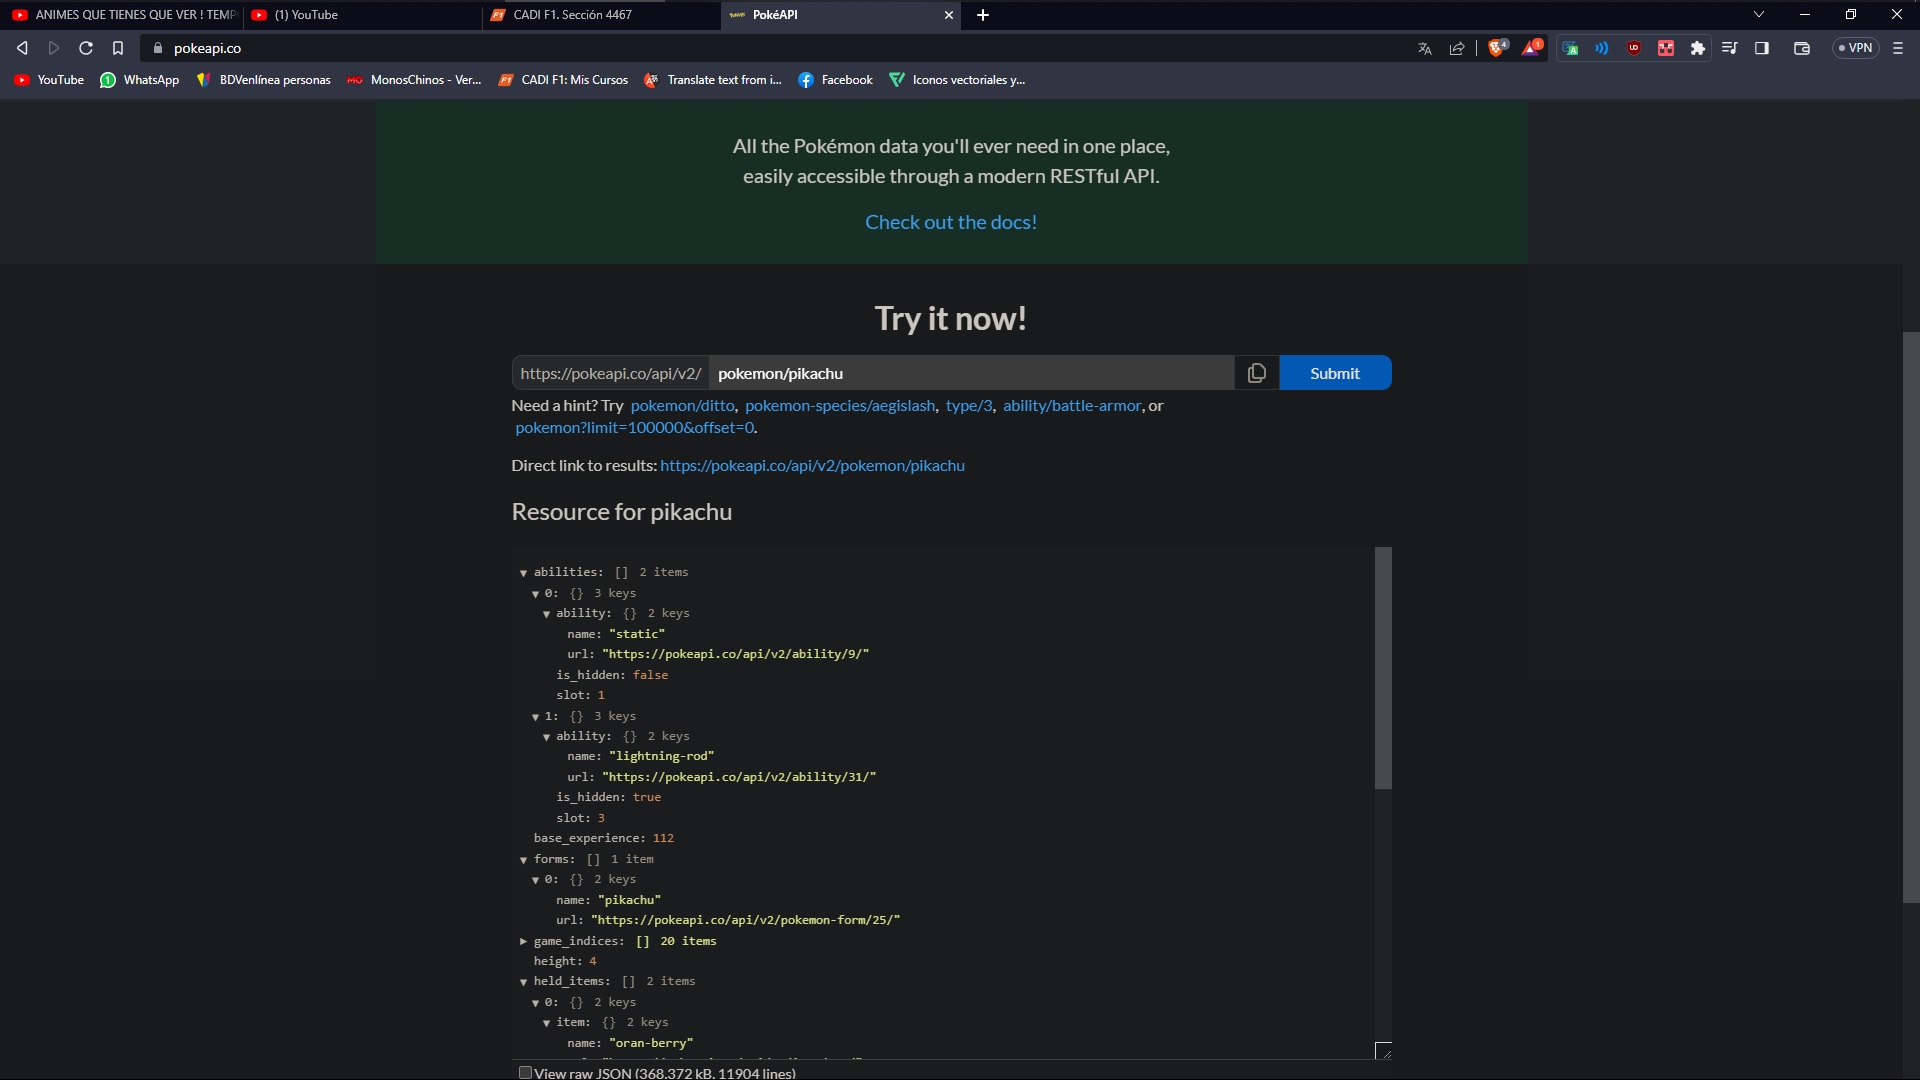 ANIMES QUE TIENES QUE VER ! TEMP
(1) YouTube
CADI F1. Sección 4467
PokéAPI
pokeapi.co
4
1
VPN
YouTube
WhatsApp
BDVenlínea personas
MonosChinos - Ver...
CADI F1: Mis Cursos
Translate text from i...
Facebook
Iconos vectoriales y...
All the Pokémon data you'll ever need in one place,
easily accessible through a modern RESTful API.
Check out the docs!
Try it now!
https://pokeapi.co/api/v2/ pokemon/pikachu Submit
Need a hint? Try pokemon/ditto, pokemon-species/aegislash, type/3, ability/battle-armor, or
pokemon?limit=100000&offset=0.
Direct link to results: https://pokeapi.co/api/v2/pokemon/pikachu
Resource for pikachu
▼ abilities: [] 2 items
▼ 0: {} 3 keys
▼ ability: {} 2 keys
name: "static"
url: "https://pokeapi.co/api/v2/ability/9/"
is_hidden: false
slot: 1
▼ 1: {} 3 keys
▼ ability: {} 2 keys
name: "lightning-rod"
url: "https://pokeapi.co/api/v2/ability/31/"
is_hidden: true
slot: 3
base_experience: 112
▼ forms: [] 1 item
▼ 0: {} 2 keys
name: "pikachu"
url: "https://pokeapi.co/api/v2/pokemon-form/25/"
► game_indices: [] 20 items
height: 4
▼ held_items: [] 2 items
▼ 0: {} 2 keys
▼ item: {} 2 keys
name: "oran-berry"
View raw JSON (368.372 kB, 11904 lines)